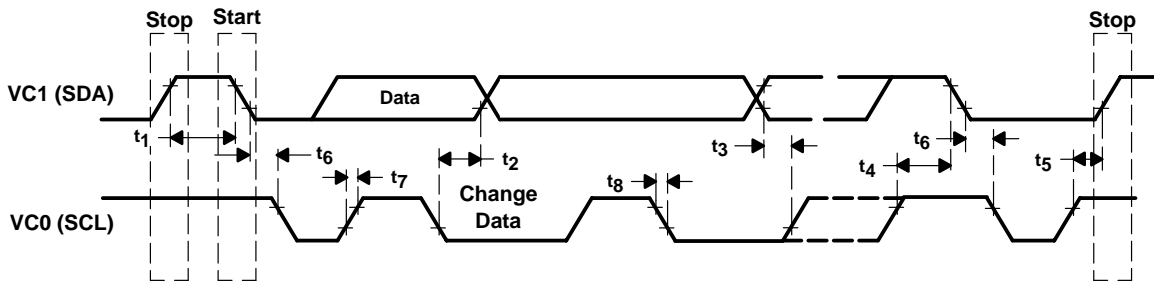 Stop
Start
Stop
VC1 (SDA)
Data
t1
t6
t2
t3
t6
t4
t5
t7
Change
Data
t8
VC0 (SCL)